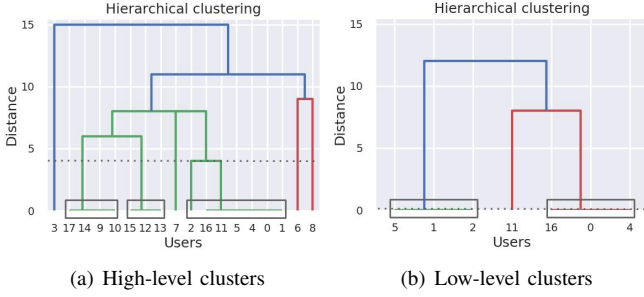 Hierarchical clustering
15
10
5
0
Distance
3 17 14 9 10 15 12 13 7 2 16 11 5 4 0 1 6 8
Users
(a) High-level clusters
Hierarchical clustering
15
10
5
0
Distance
5 1 2 11 16 0 4
Users
(b) Low-level clusters